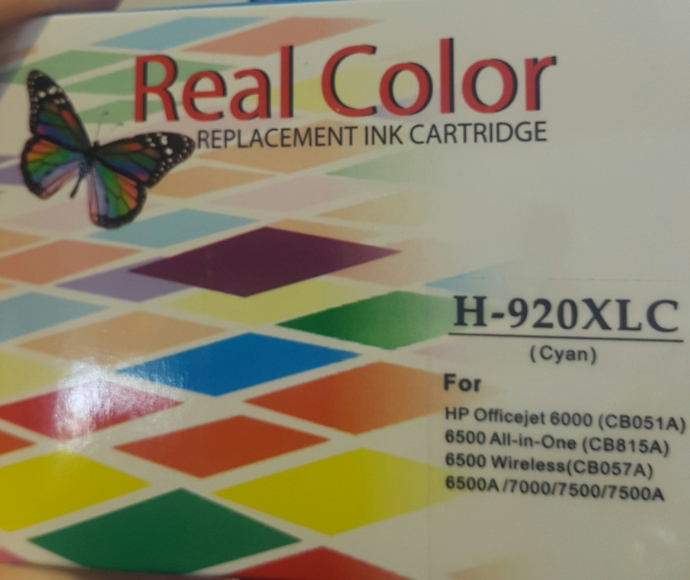 Real Color
REPLACEMENT INK CARTRIDGE
H-920XLC
(Cyan)
For
HP Officejet 6000 (CB051A)
6500 All-in-One (CB815A)
6500 Wireless(CB057A)
6500A /7000/7500/7500A